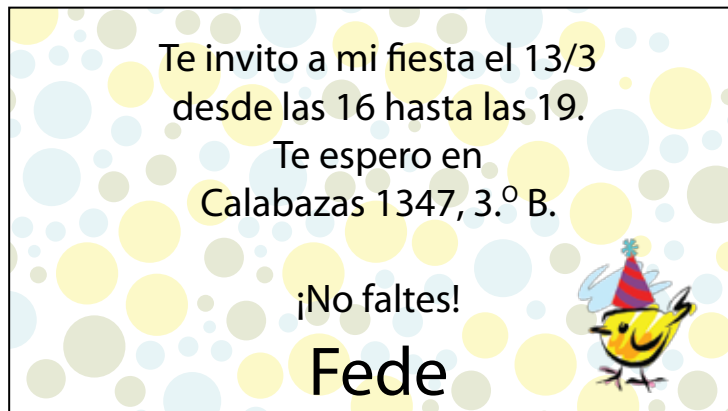 Te invito a mi fiesta el 13/3
desde las 16 hasta las 19.
Te espero en
Calabazas 1347, 3.º B.
¡No faltes!
Fede